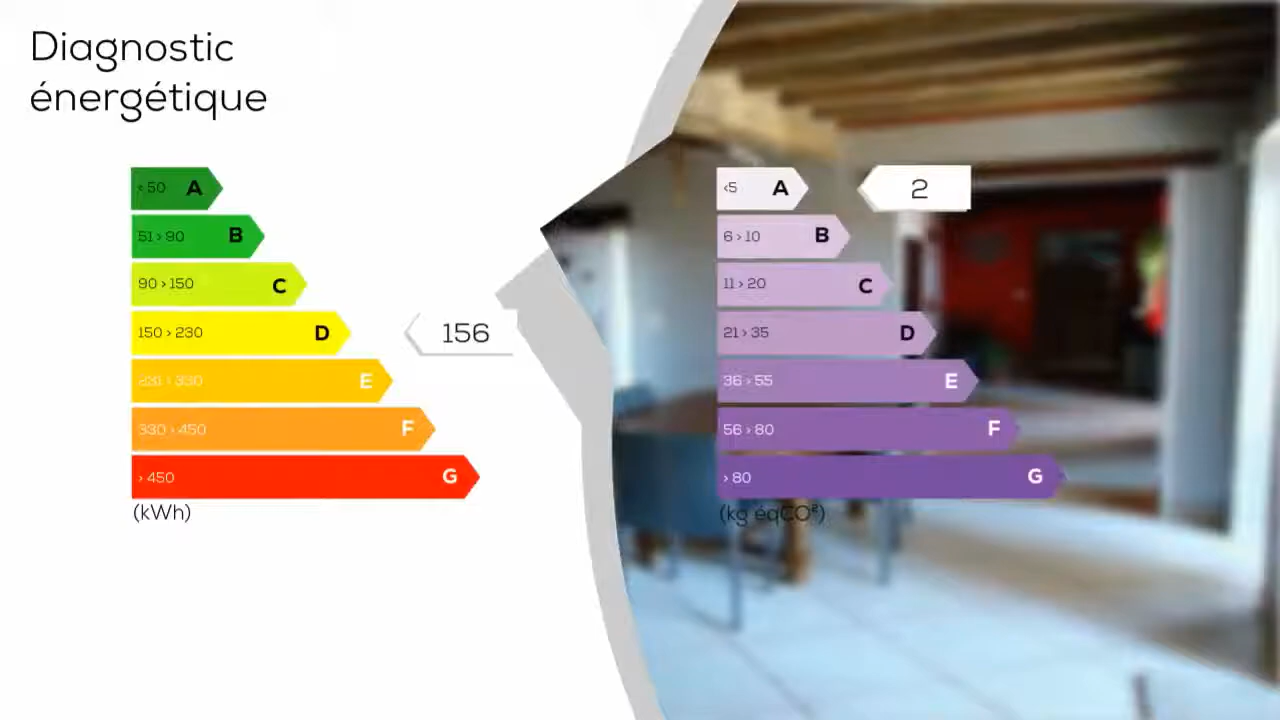 Diagnostic
énergétique
< 50 A
51 > 90 B
90 > 150 C
150 > 230 D
156
220 > 330 E
330 > 450 F
> 450 G
(kWh)
<5 A
2
6 > 10 B
11 > 20 C
21 > 35 D
36 > 55 E
56 > 80 F
> 80 G
(kg éqCO²)